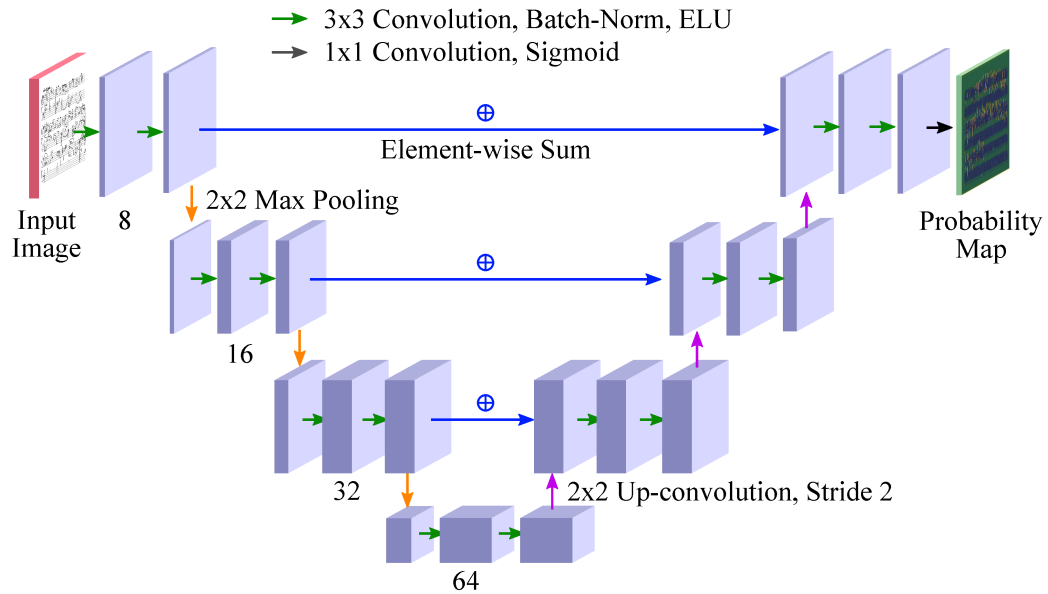 3x3 Convolution, Batch-Norm, ELU
1x1 Convolution, Sigmoid
Element-wise Sum
Input
Image
8
2x2 Max Pooling
Probability
Map
16
32
2x2 Up-convolution, Stride 2
64